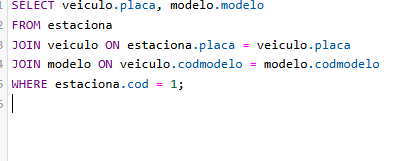 SELECT veiculo.placa, modelo.modelo
FROM estaciona
JOIN veiculo ON estaciona.placa = veiculo.placa
JOIN modelo ON veiculo.codmodelo = modelo.codmodelo
WHERE estaciona.cod = 1;